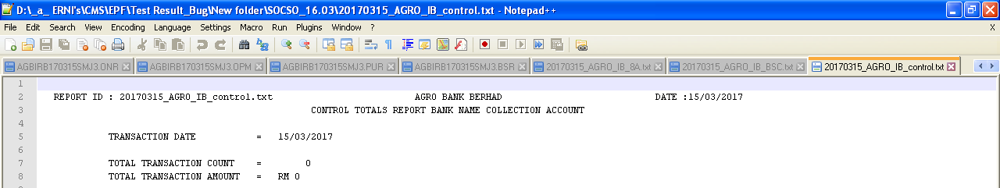 D:\_a_ ERNI's\CMS\EPF\Test Result_Bug\New folder\SOCSO_16.03\20170315_AGRO_IB_control.txt - Notepad++
File Edit Search View Encoding Language Settings Macro Run Plugins Window ? X
AGBIRB170315SMJ3.ONR AGBIRB170315SMJ3.OPM AGBIRB170315SMJ3.PUR AGBIRB170315SMJ3.BSR 20170315_AGRO_IB_8A.txt 20170315_AGRO_IB_BSC.txt 20170315_AGRO_IB_control.txt
1
2 REPORT ID : 20170315_AGRO_IB_control.txt AGRO BANK BERHAD DATE :15/03/2017
3 CONTROL TOTALS REPORT BANK NAME COLLECTION ACCOUNT
4
5 TRANSACTION DATE = 15/03/2017
6
7 TOTAL TRANSACTION COUNT = 0
8 TOTAL TRANSACTION AMOUNT = RM 0